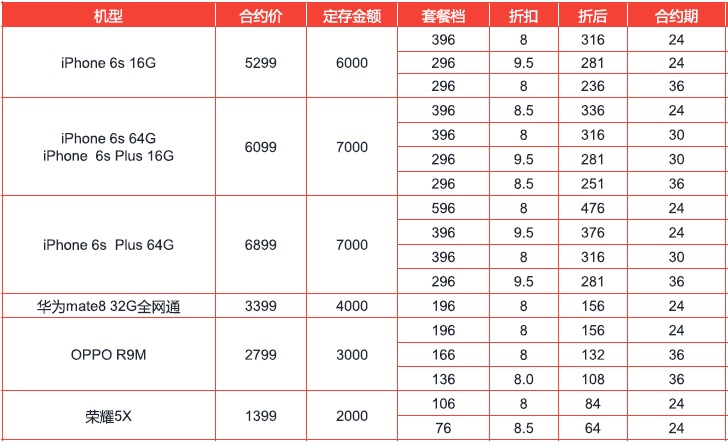 机型 合约价 定存金额 套餐档 折扣 折后 合约期
396 8 316 24
iPhone 6s 16G 5299 6000 296 9.5 281 24
296 8 236 36
396 8.5 336 24
iPhone 6s 64G
iPhone 6s Plus 16G 6099 7000 396 8 316 30
296 9.5 281 30
296 8.5 251 36
596 8 476 24
iPhone 6s Plus 64G 6899 7000 396 9.5 376 24
396 8 316 30
296 9.5 281 36
华为mate8 32G全网通 3399 4000 196 8 156 24
196 8 156 24
OPPO R9M 2799 3000 166 8 132 36
136 8.0 108 36
荣耀5X 1399 2000 106 8 84 24
76 8.5 64 24